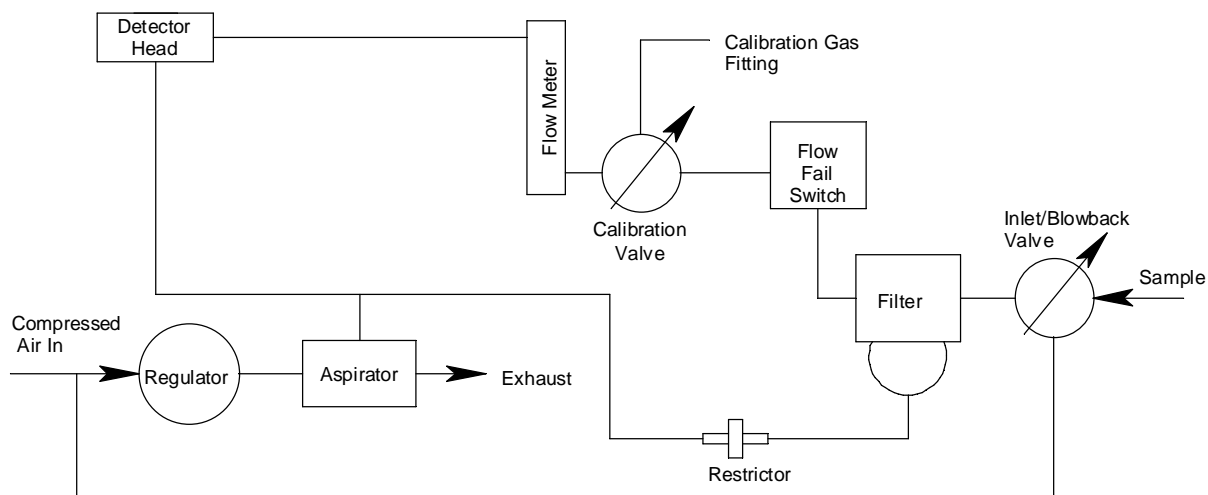 Detector
Head
Flow Meter
Calibration Gas
Fitting
Flow
Fail
Switch
Calibration
Valve
Inlet/Blowback
Valve
Sample
Filter
Compressed
Air In
Regulator
Aspirator
Exhaust
Restrictor